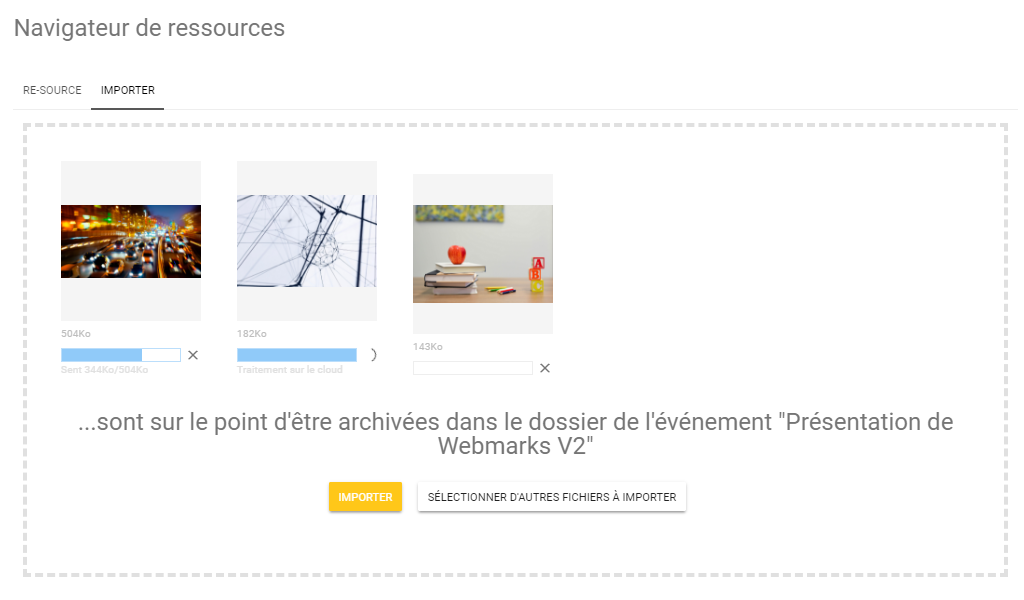 Navigateur de ressources
RE-SOURCE IMPORTER
A
B
504Ko
182Ko
143Ko
Sent 344Ko/504Ko
Traitement sur le cloud
...sont sur le point d'être archivées dans le dossier de l'événement "Présentation de
Webmarks V2"
IMPORTER
SÉLECTIONNER D'AUTRES FICHIERS À IMPORTER